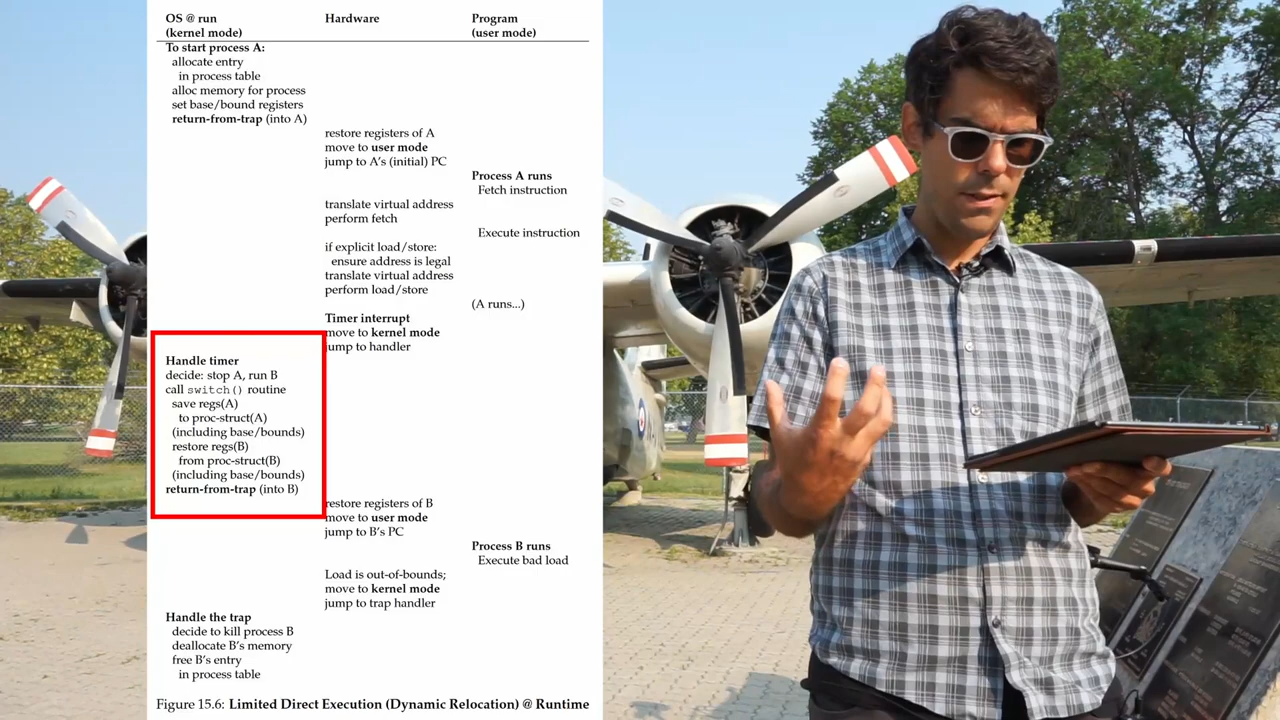 OS @ run Hardware Program
(kernel mode) (user mode)
To start process A:
allocate entry
in process table
alloc memory for process
set base/bound registers
return-from-trap (into A)
restore registers of A
move to user mode
jump to A's (initial) PC
Process A runs
Fetch instruction
translate virtual address
perform fetch
Execute instruction
if explicit load/store:
ensure address is legal
translate virtual address
perform load/store
(A runs...)
Timer interrupt
move to kernel mode
jump to handler
Handle timer
decide: stop A, run B
call switch() routine
save regs(A)
to proc-struct(A)
(including base/bounds)
restore regs(B)
from proc-struct(B)
(including base/bounds)
return-from-trap (into B)
restore registers of B
move to user mode
jump to B's PC
Process B runs
Execute bad load
Load is out-of-bounds;
move to kernel mode
jump to trap handler
Handle the trap
decide to kill process B
deallocate B's memory
free B's entry
in process table
Figure 15.6: Limited Direct Execution (Dynamic Relocation) @ Runtime